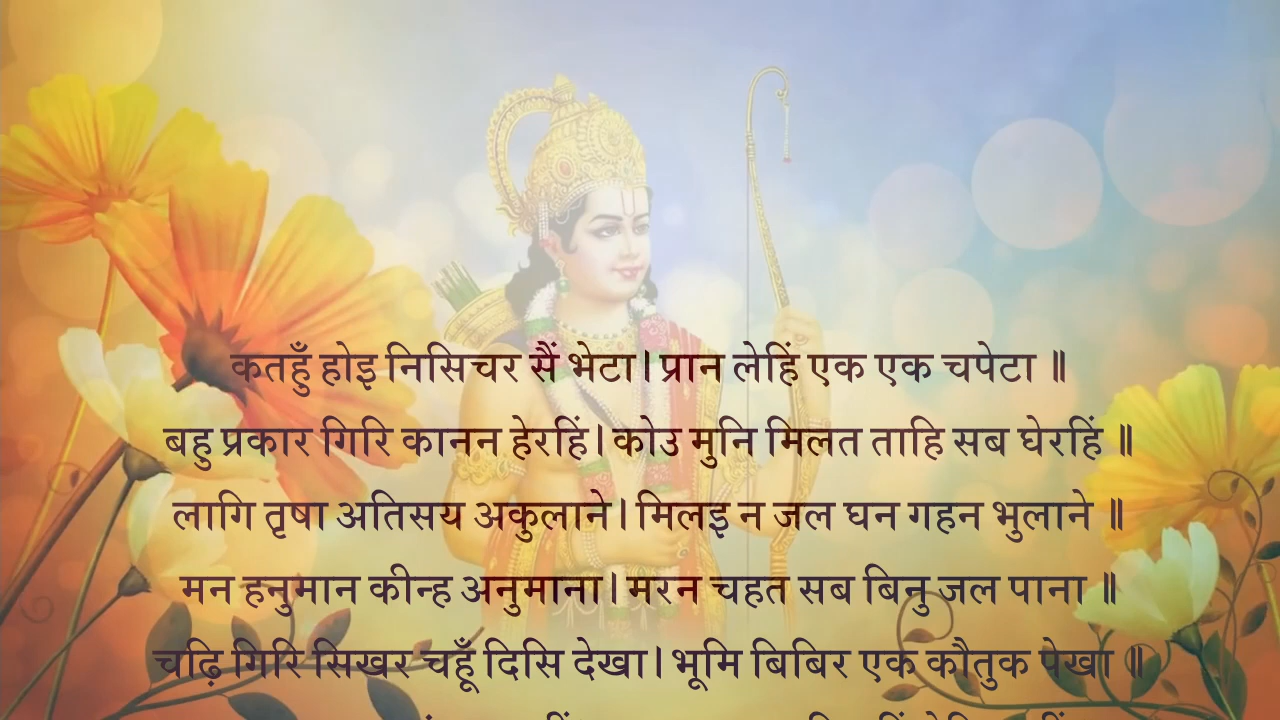 कतहुँ होइ निसिचर सैं भेटा। प्रान लेहिं एक एक चपेटा ॥
बहु प्रकार गिरि कानन हेरहिं। कोउ मुनि मिलत ताहि सब घेरहिं ॥
लागि तृषा अतिसय अकुलाने। मिलइ न जल घन गहन भुलाने ॥
मन हनुमान कीन्ह अनुमाना। मरन चहत सब बिनु जल पाना ॥
चढ़ि गिरि सिखर चहूँ दिसि देखा। भूमि बिबिर एक कौतुक पेखा ॥